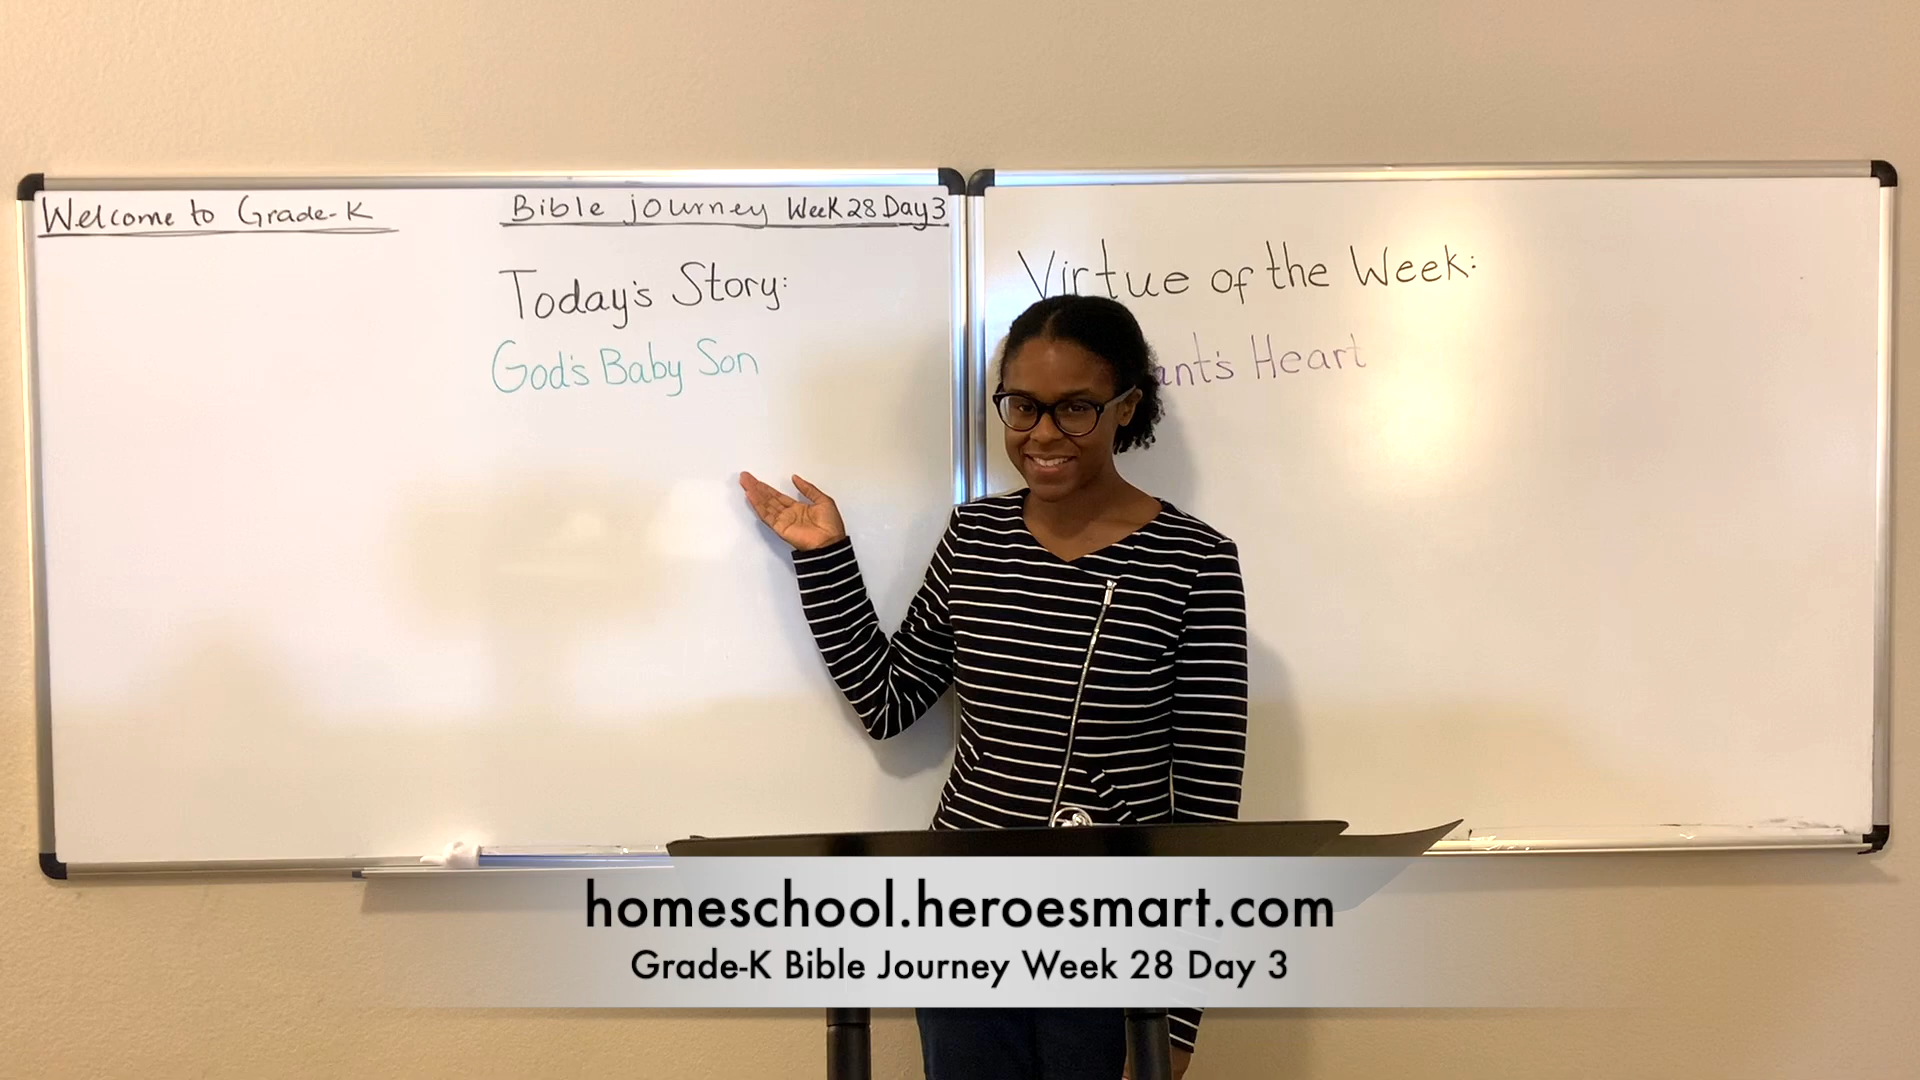 Welcome to Grade-K
Bible journey Week 28 Day 3
Today's Story:
God's Baby Son
Virtue of the Week:
Heart
homeschool.heroesmart.com
Grade-K Bible Journey Week 28 Day 3